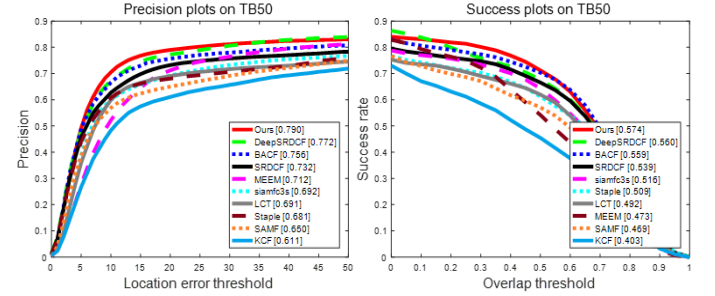 Precision plots on TB50
Success plots on TB50
0.9
0.8
0.7
0.6
0.5
0.4
0.3
0.2
0.1
0
Precision
Ours [0.790]
DeepSRDCF [0.772]
BACF [0.756]
SRDCF [0.732]
MEEM [0.712]
siamfc3s [0.692]
LCT [0.691]
Staple [0.681]
SAMF [0.650]
KCF [0.611]
0 5 10 15 20 25 30 35 40 45 50
Location error threshold
0.9
0.8
0.7
0.6
0.5
0.4
0.3
0.2
0.1
0
Success rate
Ours [0.574]
DeepSRDCF [0.560]
BACF [0.559]
SRDCF [0.539]
siamfc3s [0.516]
Staple [0.509]
LCT [0.492]
MEEM [0.473]
SAMF [0.469]
KCF [0.403]
0 0.1 0.2 0.3 0.4 0.5 0.6 0.7 0.8 0.9 1
Overlap threshold